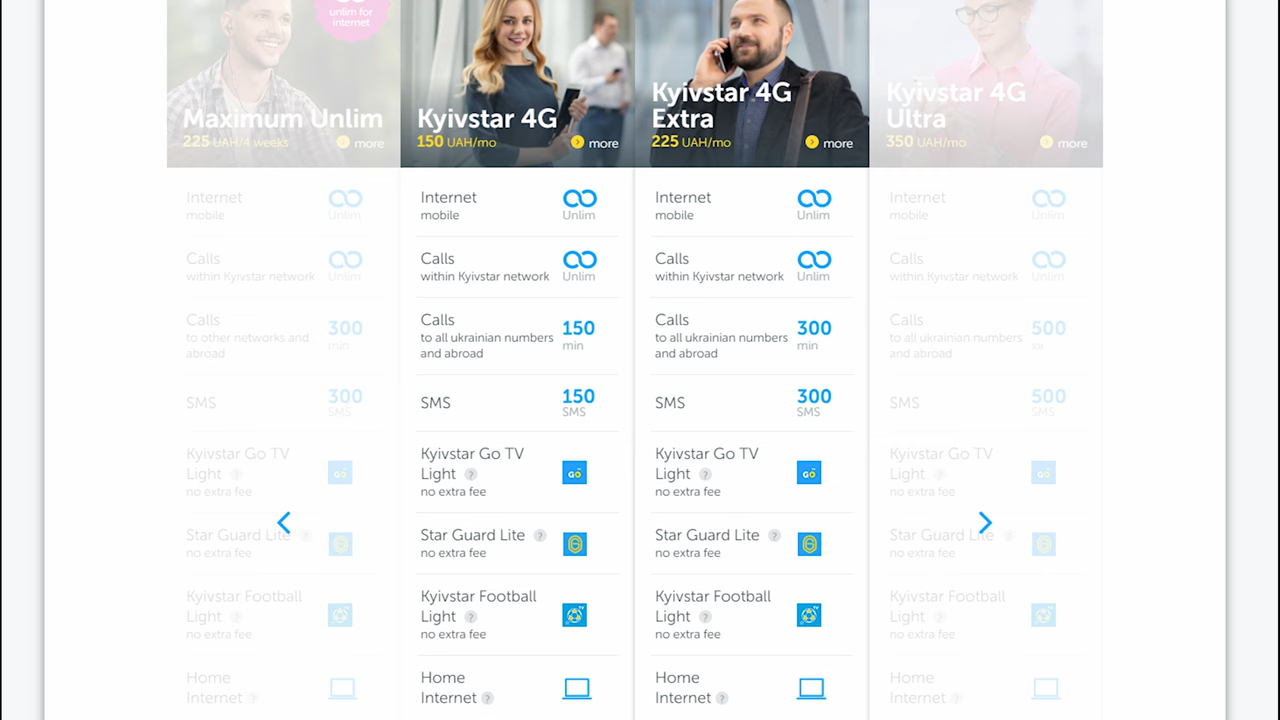 unlim for
internet
Maximum Unlim
225 UAH/4 weeks
more
Kyivstar 4G
150 UAH/mo
more
Kyivstar 4G
Extra
225 UAH/mo
more
Kyivstar 4G
Ultra
350 UAH/mo
more
Internet
mobile
Unlim
Calls
within Kyivstar network
Unlim
Calls
to other networks and
abroad
300
min
SMS
300
SMS
Kyivstar Go TV
Light ?
no extra fee
GO
Star Guard Lite ?
no extra fee
Kyivstar Football
Light ?
no extra fee
Home
Internet ?
Internet
mobile
Unlim
Calls
within Kyivstar network
Unlim
Calls
to all ukrainian numbers
and abroad
150
min
SMS
150
SMS
Kyivstar Go TV
Light ?
no extra fee
GO
Star Guard Lite ?
no extra fee
Kyivstar Football
Light ?
no extra fee
TV
Home
Internet ?
Internet
mobile
Unlim
Calls
within Kyivstar network
Unlim
Calls
to all ukrainian numbers
and abroad
300
min
SMS
300
SMS
Kyivstar Go TV
Light ?
no extra fee
GO
Star Guard Lite ?
no extra fee
Kyivstar Football
Light ?
no extra fee
TV
Home
Internet ?
Internet
mobile
Unlim
Calls
within Kyivstar network
Unlim
Calls
to all ukrainian numbers
and abroad
500
SMS
500
SMS
Kyivstar Go TV
Light ?
no extra fee
GO
Star Guard Lite ?
no extra fee
Kyivstar Football
Light ?
no extra fee
Home
Internet ?